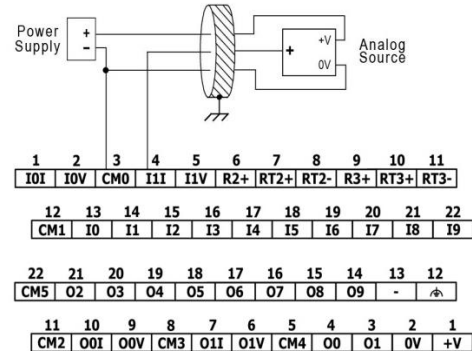 Power Supply
+
-
+
+V
0V
Analog Source
1 2 3 4 5 6 7 8 9 10 11
I0I I0V CM0 I1I I1V R2+ RT2+ RT2- R3+ RT3+ RT3-
12 13 14 15 16 17 18 19 20 21 22
CM1 I0 I1 I2 I3 I4 I5 I6 I7 I8 I9
22 21 20 19 18 17 16 15 14 13 12
CM5 O2 O3 O4 O5 O6 O7 O8 O9 -
11 10 9 8 7 6 5 4 3 2 1
CM2 O0I O0V CM3 O1I O1V CM4 O0 O1 0V +V